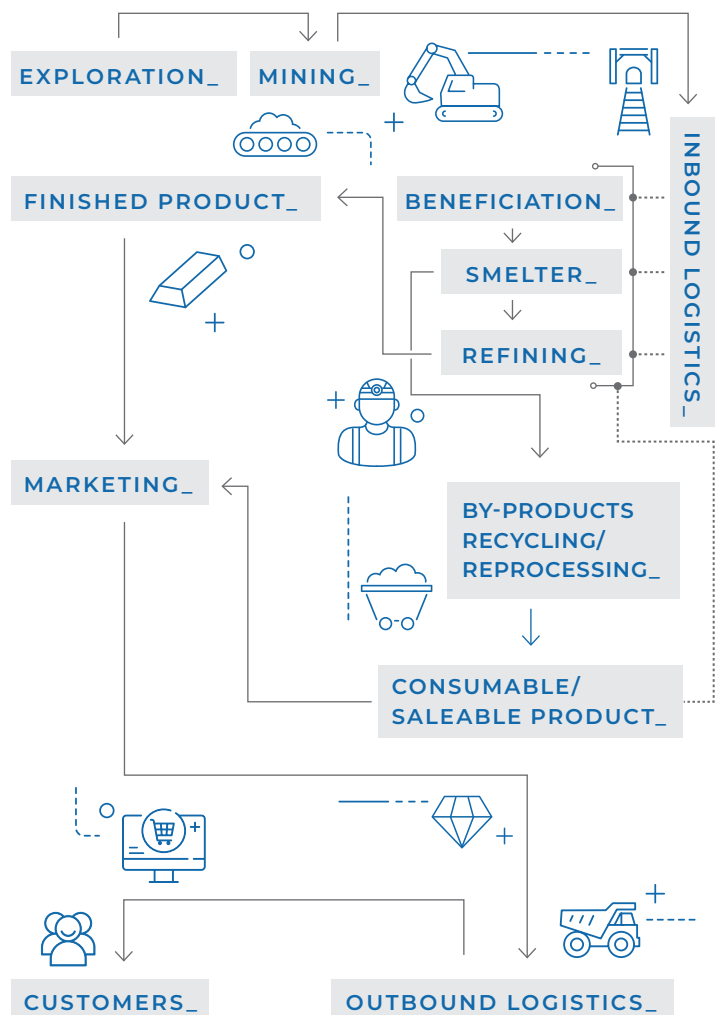 EXPLORATION_
MINING_
INBOUND LOGISTICS_
FINISHED PRODUCT_
BENEFICIATION_
SMELTER_
REFINING_
MARKETING_
BY-PRODUCTS
RECYCLING/
REPROCESSING_
CONSUMABLE/
SALEABLE PRODUCT_
CUSTOMERS_
OUTBOUND LOGISTICS_